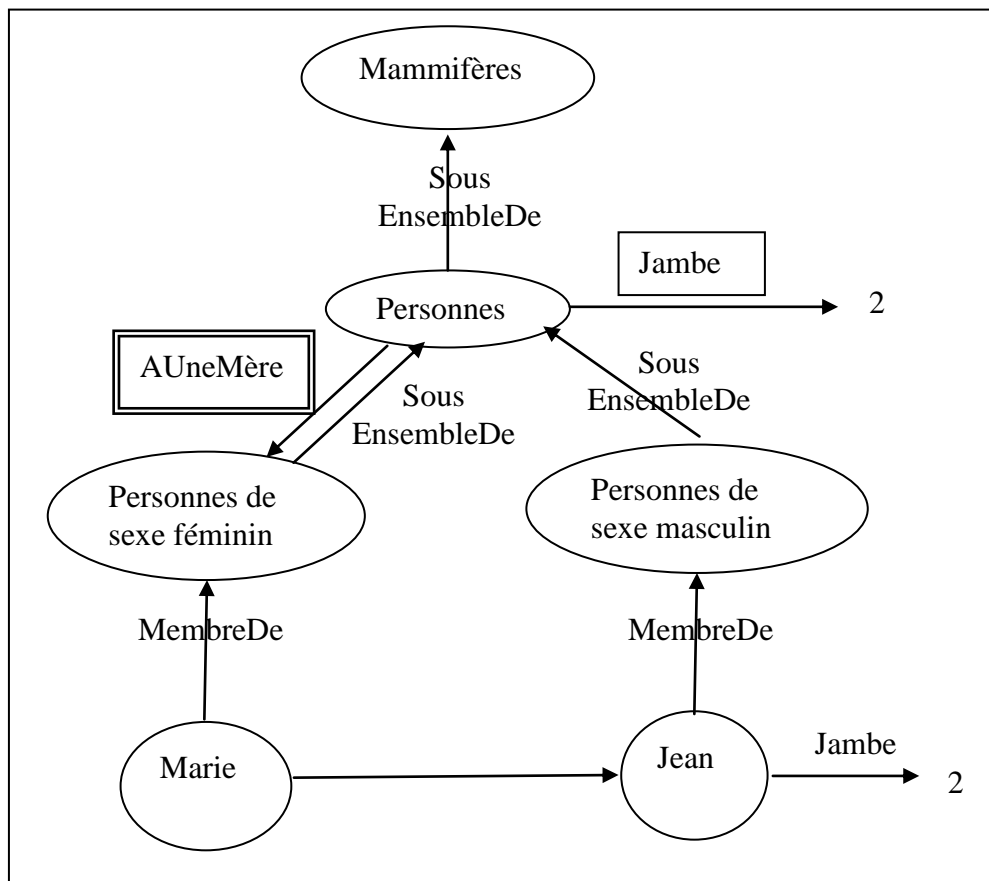 Mammifères
Sous
EnsembleDe
Jambe
Personnes
2
AUneMère
Sous
EnsembleDe
Sous
EnsembleDe
Personnes de
sexe féminin
Personnes de
sexe masculin
MembreDe
MembreDe
Marie
Jean
Jambe
2